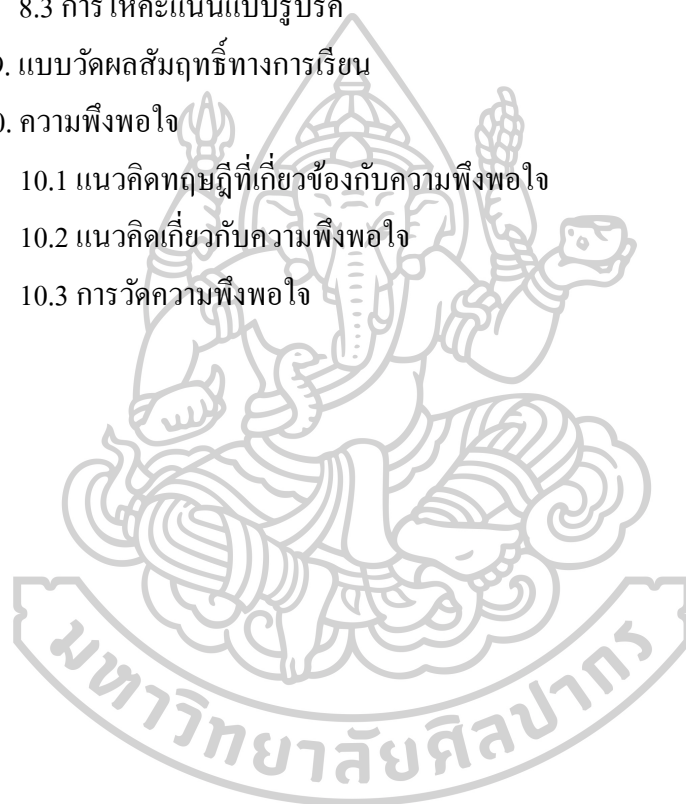 8.3 การให้คะแนนแบบรูบริค
. แบบวัดผลสัมฤทธิ์ทางการเรียน
0. ความพึงพอใจ
10.1 แนวคิดทฤษฎีที่เกี่ยวข้องกับความพึงพอใจ
10.2 แนวคิดเกี่ยวกับความพึงพอใจ
10.3 การวัดความพึงพอใจ
มหาวิทยาลัยศิลปากร